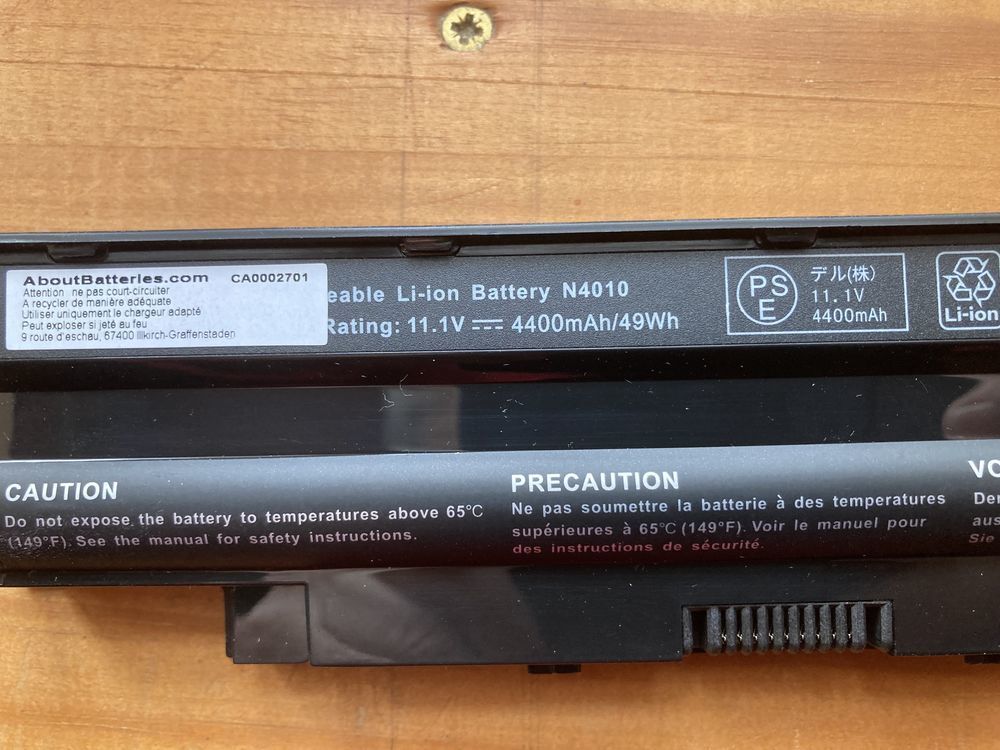 AboutBatteries.com CA0002701
Attention : ne pas court-circuiter
A recycler de manière adéquate
Utiliser uniquement le chargeur adapté
Peut exploser si jeté au feu
9 route d'eschau, 67400 Illkirch-Graffenstaden
eable Li-ion Battery N4010
Rating: 11.1V 4400mAh/49Wh
PS
E
デル(株)
11.1V
4400mAh
Li-ion
CAUTION
Do not expose the battery to temperatures above 65°C
(149°F). See the manual for safety instructions.
PRECAUTION
Ne pas soumettre la batterie à des temperatures
supérieures à 65°C (149°F). Voir le manuel pour
des instructions de sécurité.
VO
Der
aus
Sie